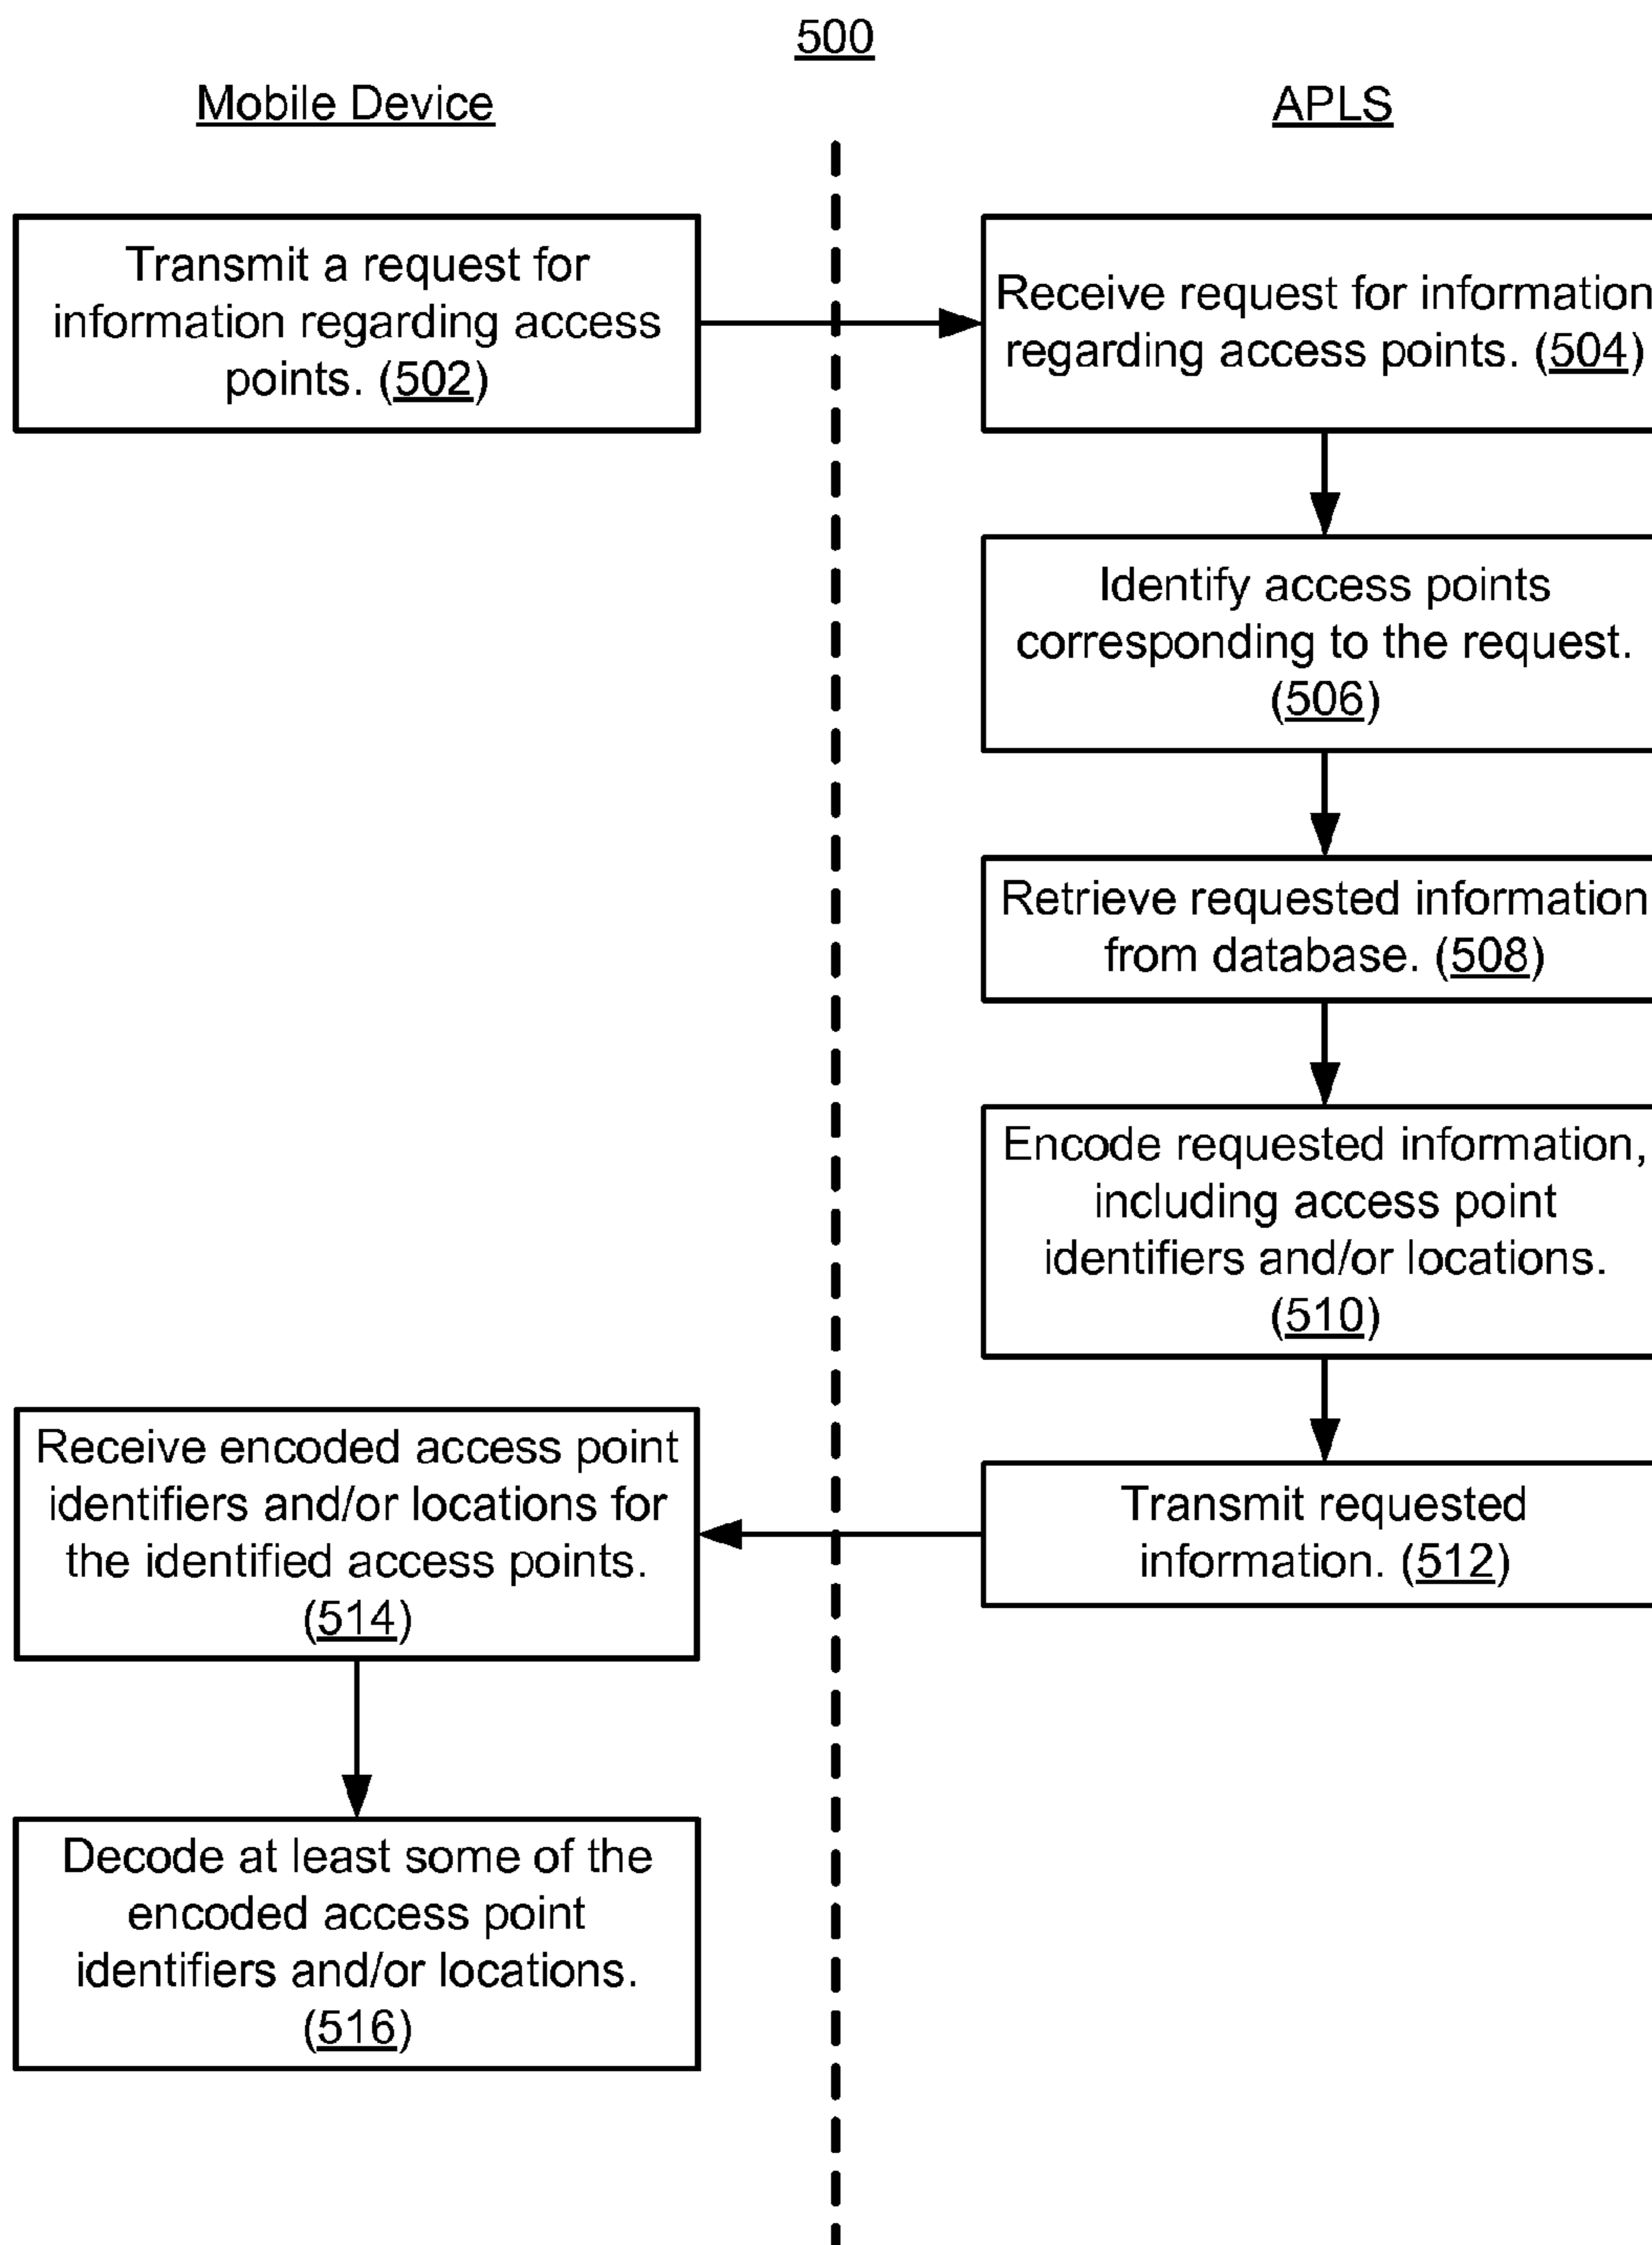 500
Mobile Device
APLS
Transmit a request for
information regarding access
points. (502)
Receive request for information
regarding access points. (504)
Identify access points
corresponding to the request.
(506)
Retrieve requested information
from database. (508)
Encode requested information,
including access point
identifiers and/or locations.
(510)
Transmit requested
information. (512)
Receive encoded access point
identifiers and/or locations for
the identified access points.
(514)
Decode at least some of the
encoded access point
identifiers and/or locations.
(516)